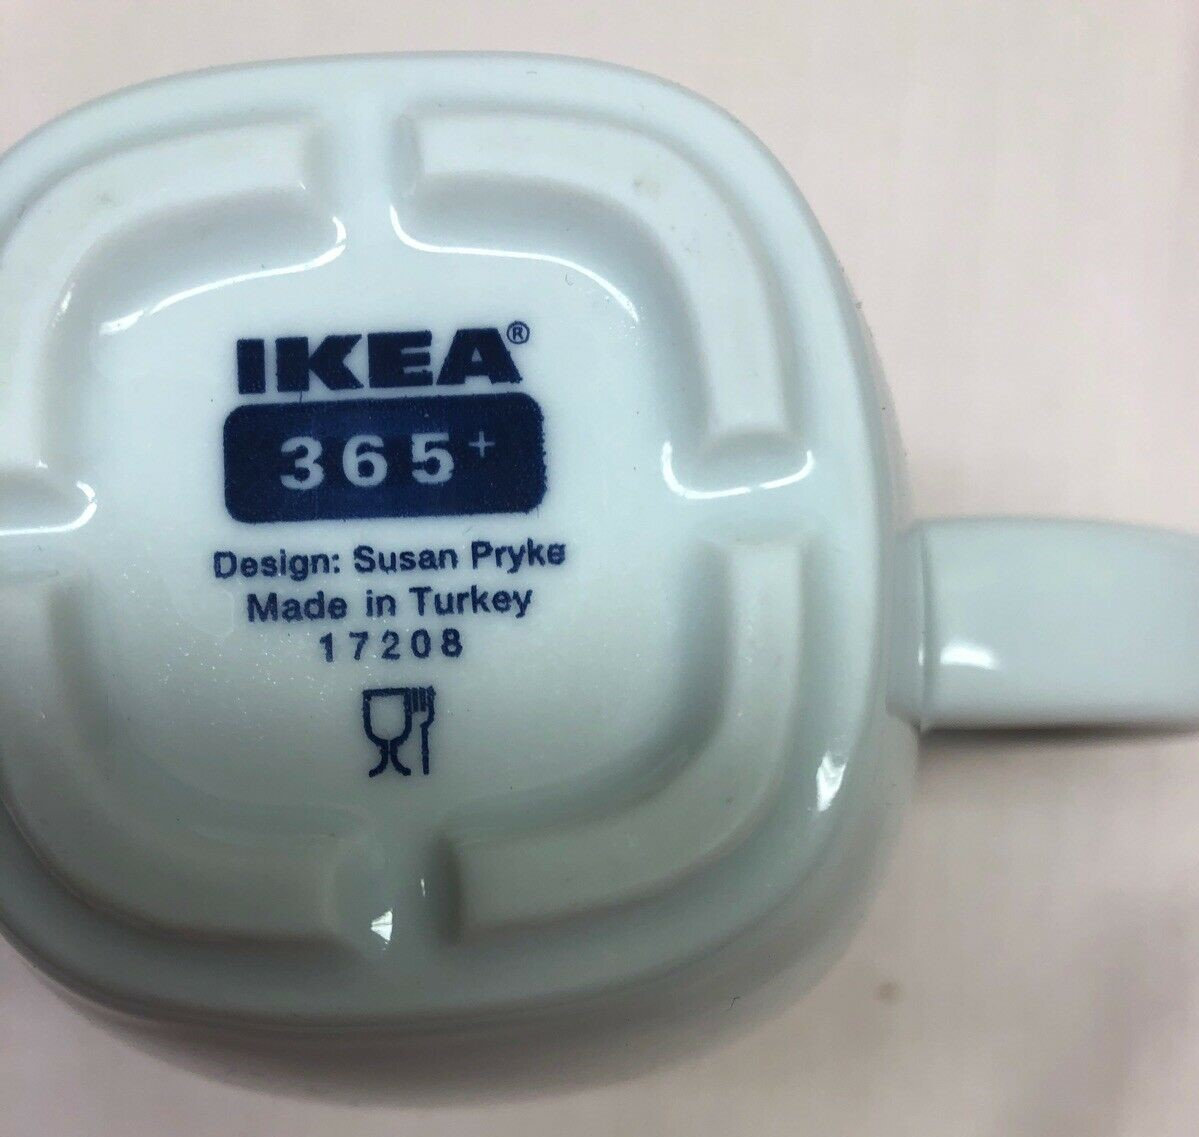 IKEA®
365+
Design: Susan Pryke
Made in Turkey
17208